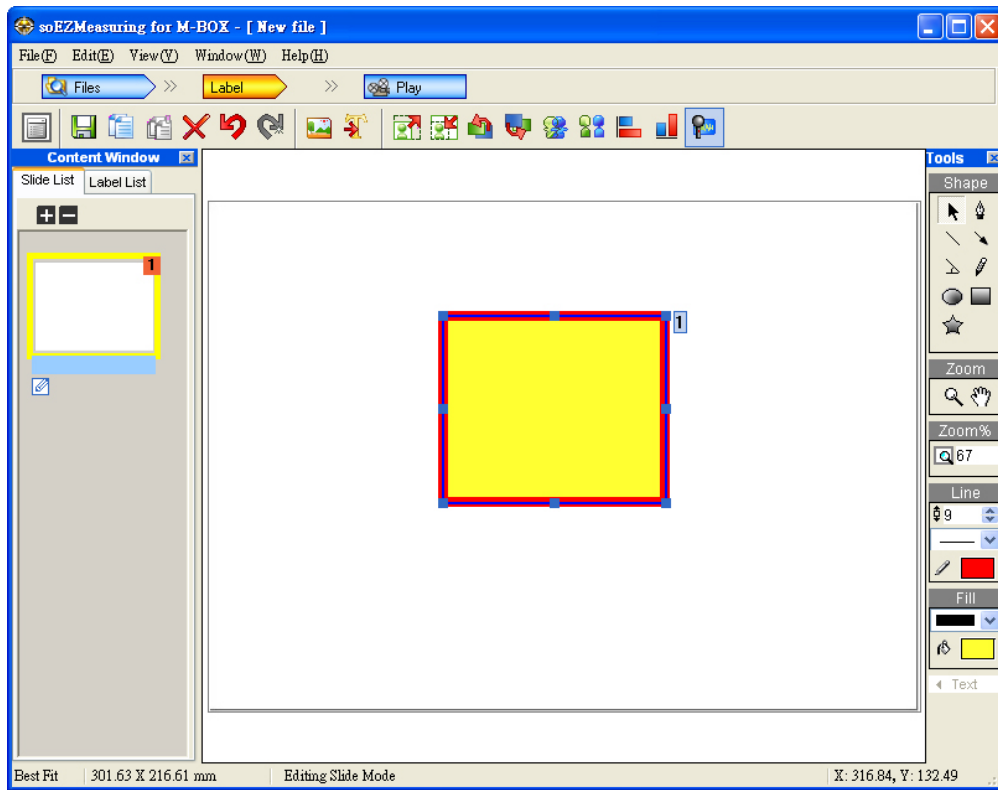 soEZMeasuring for M-BOX - [ New file ]
File(F) Edit(E) View(V) Window(W) Help(H)
Files >> Label >> Play
Content Window
Slide List Label List
1
1
Tools
Shape
Zoom
Zoom%
67
Line
9
Fill
Text
Best Fit 301.63 X 216.61 mm Editing Slide Mode X: 316.84, Y: 132.49